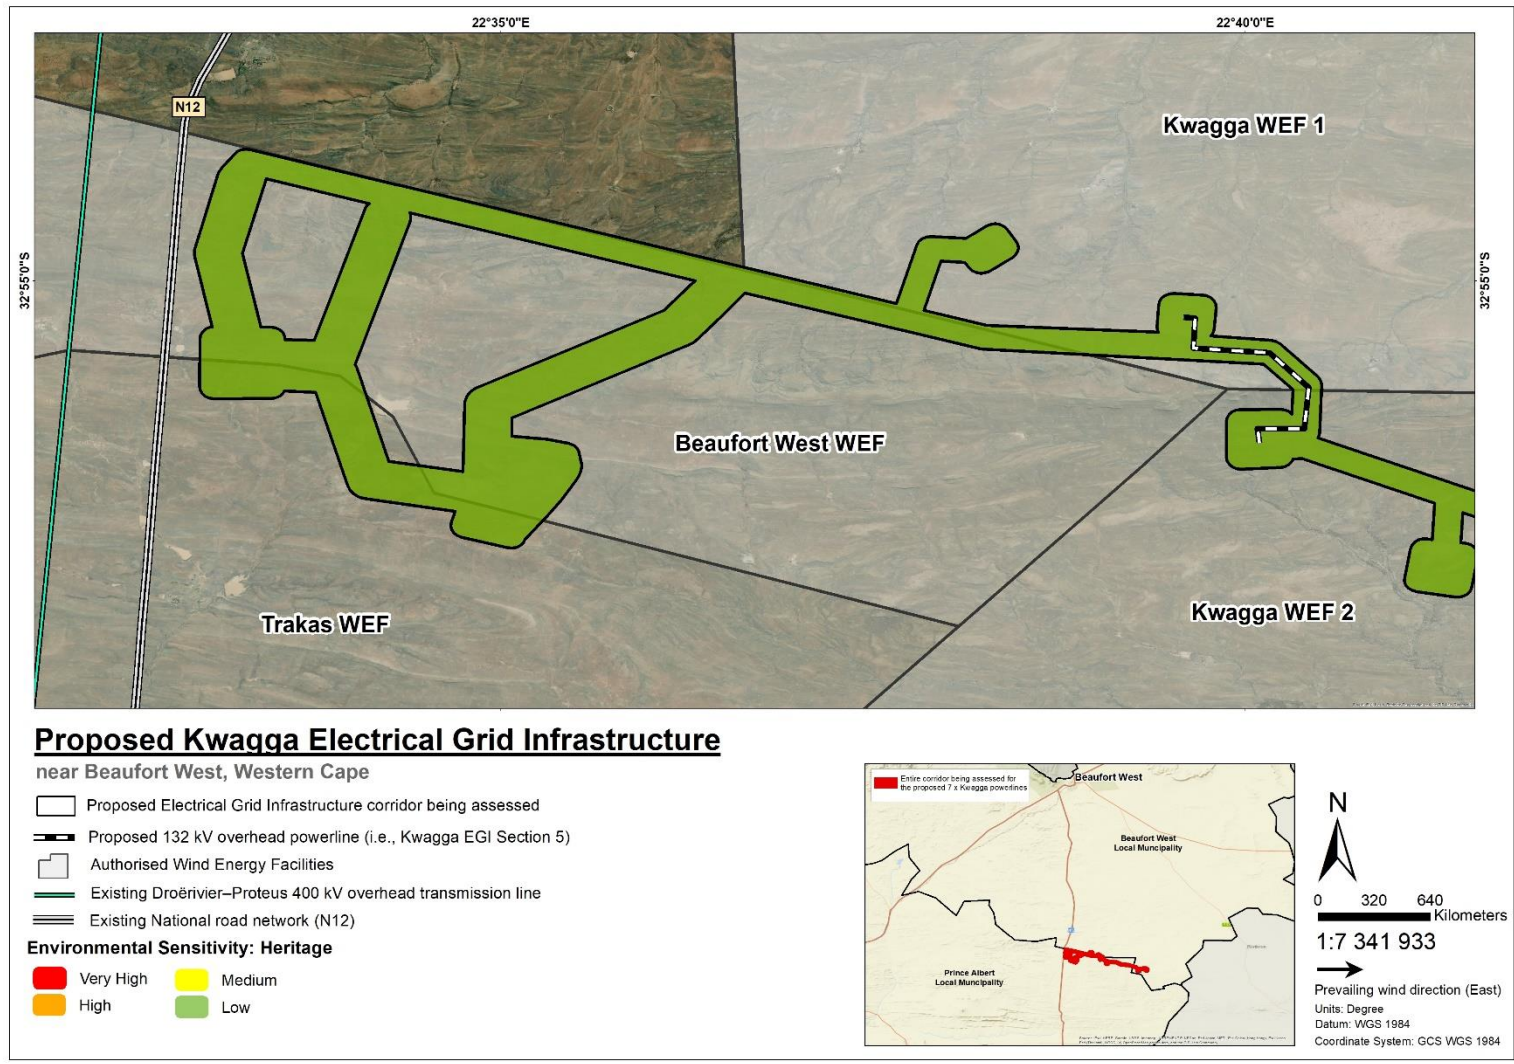 22°35'0"E
22°40'0"E
N12
Kwagga WEF 1
32°55'0"S
32°55'0"S
Beaufort West WEF
Trakas WEF
Kwagga WEF 2
Proposed Kwagga Electrical Grid Infrastructure
near Beaufort West, Western Cape
Proposed Electrical Grid Infrastructure corridor being assessed
Proposed 132 kV overhead powerline (i.e., Kwagga EGI Section 5)
Authorised Wind Energy Facilities
Existing Droërivier–Proteus 400 kV overhead transmission line
Existing National road network (N12)
Environmental Sensitivity: Heritage
Very High
Medium
High
Low
Entire corridor being assessed for
the proposed 7 x Kwagga powerlines
Beaufort West
Beaufort West
Local Muncipality
Prince Albert
Local Muncipality
N
0 320 640
Kilometers
1:7 341 933
Prevailing wind direction (East)
Units: Degree
Datum: WGS 1984
Coordinate System: GCS WGS 1984